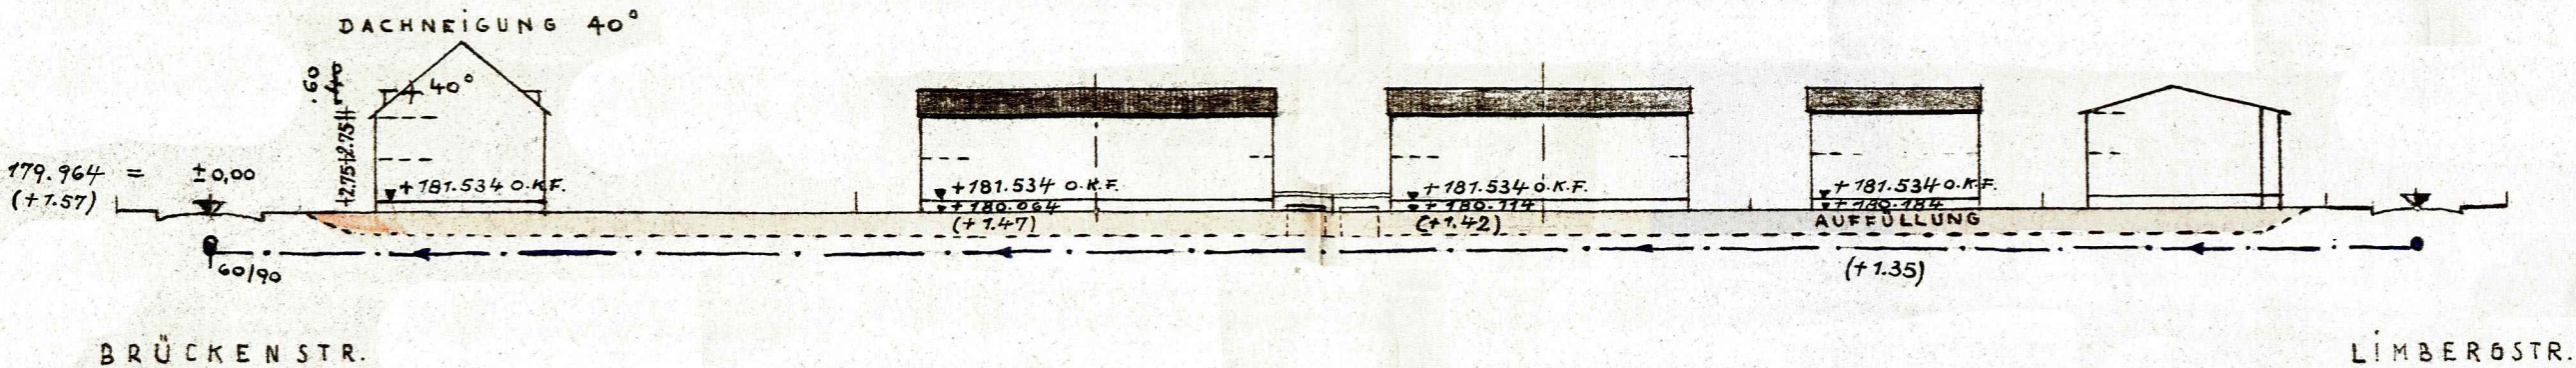 DACHNEIGUNG 40°
.60
40
40°
2.75 2.75
179.964 = ±0,00
(+1.57)
+181.534 O.K.F.
+181.534 O.K.F.
+180.064
(+1.47)
+181.534 O.K.F.
+180.114
(+1.42)
+181.534 O.K.F.
+180.184
AUFFÜLLUNG
(+1.35)
60/90
BRÜCKENSTR.
LIMBERGSTR.